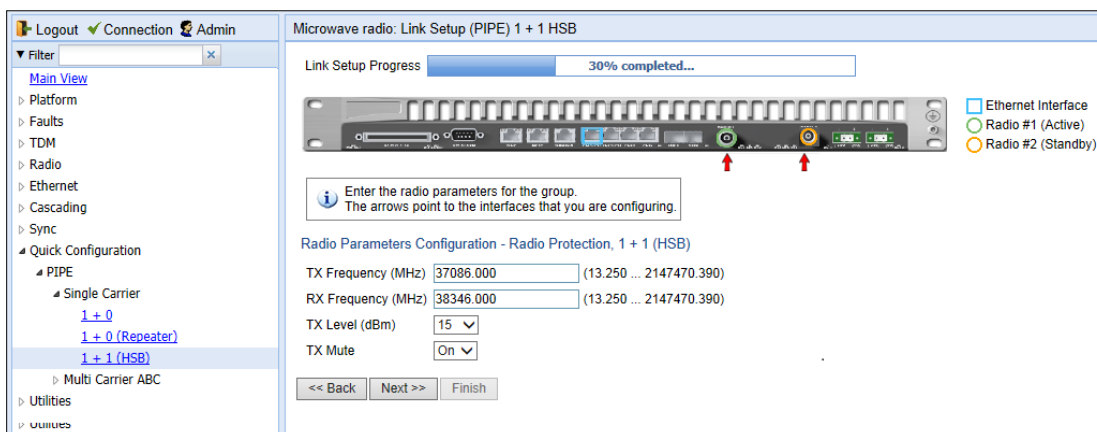 Logout Connection Admin
Filter
Main View
Platform
Faults
TDM
Radio
Ethernet
Cascading
Sync
Quick Configuration
PIPE
Single Carrier
1 + 0
1 + 0 (Repeater)
1 + 1 (HSB)
Multi Carrier ABC
Utilities
Utilities
Microwave radio: Link Setup (PIPE) 1 + 1 HSB
Link Setup Progress 30% completed...
Ethernet Interface
Radio #1 (Active)
Radio #2 (Standby)
Enter the radio parameters for the group.
The arrows point to the interfaces that you are configuring.
Radio Parameters Configuration - Radio Protection, 1 + 1 (HSB)
TX Frequency (MHz) 37086.000 (13.250 ... 2147470.390)
RX Frequency (MHz) 38346.000 (13.250 ... 2147470.390)
TX Level (dBm) 15
TX Mute On
<< Back Next >> Finish